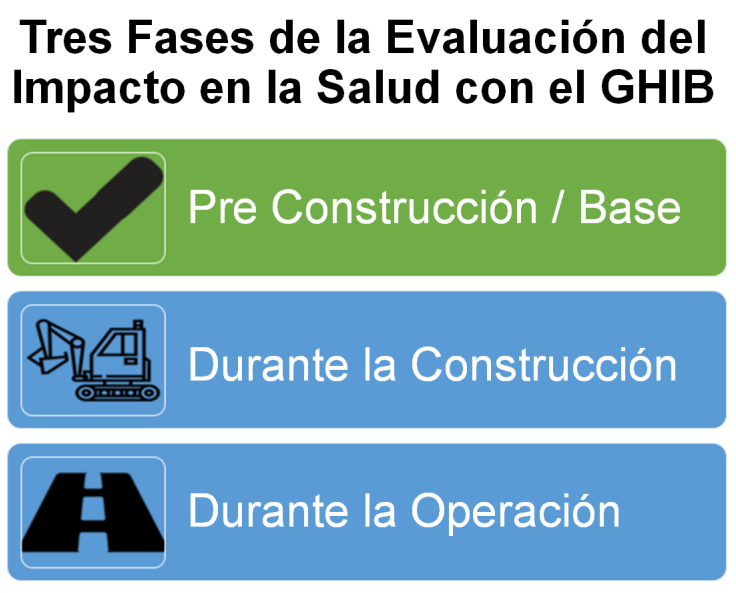 Tres Fases de la Evaluación del
Impacto en la Salud con el GHIB
Pre Construcción / Base
Durante la Construcción
Durante la Operación